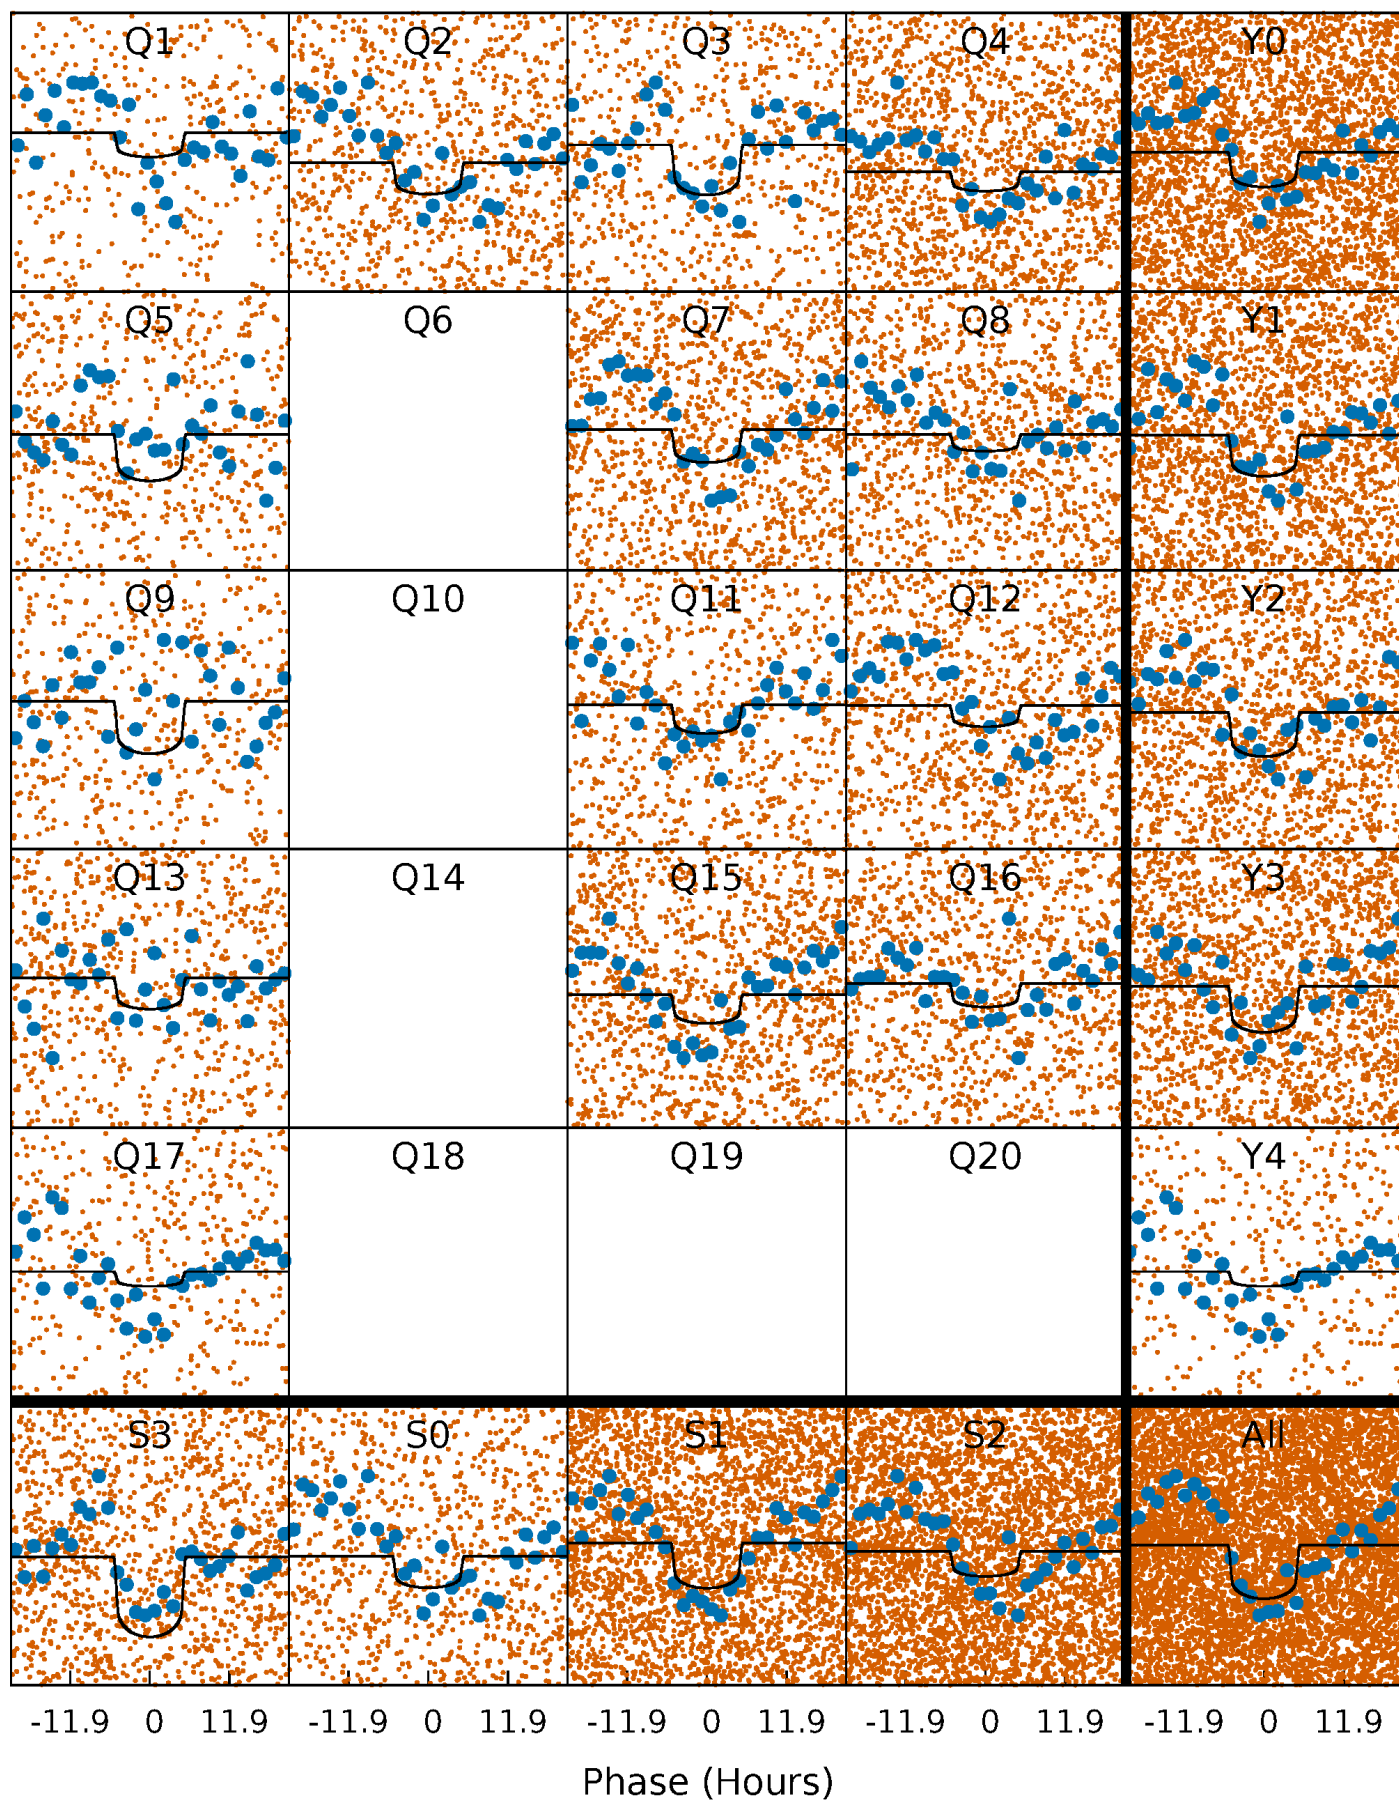 Q1 Q2 Q3 Q4 Y0
Q5 Q6 Q7 Q8 Y1
Q9 Q10 Q11 Q12 Y2
Q13 Q14 Q15 Q16 Y3
Q17 Q18 Q19 Q20 Y4
S3 S0 S1 S2 All
-11.9 0 11.9 -11.9 0 11.9 -11.9 0 11.9 -11.9 0 11.9 -11.9 0 11.9
Phase (Hours)